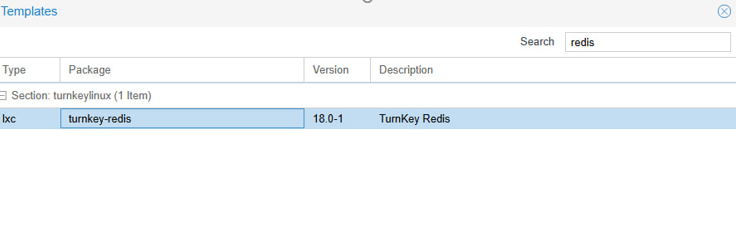 Templates
Search redis
Type Package Version Description
Section: turnkeylinux (1 Item)
lxc turnkey-redis 18.0-1 TurnKey Redis